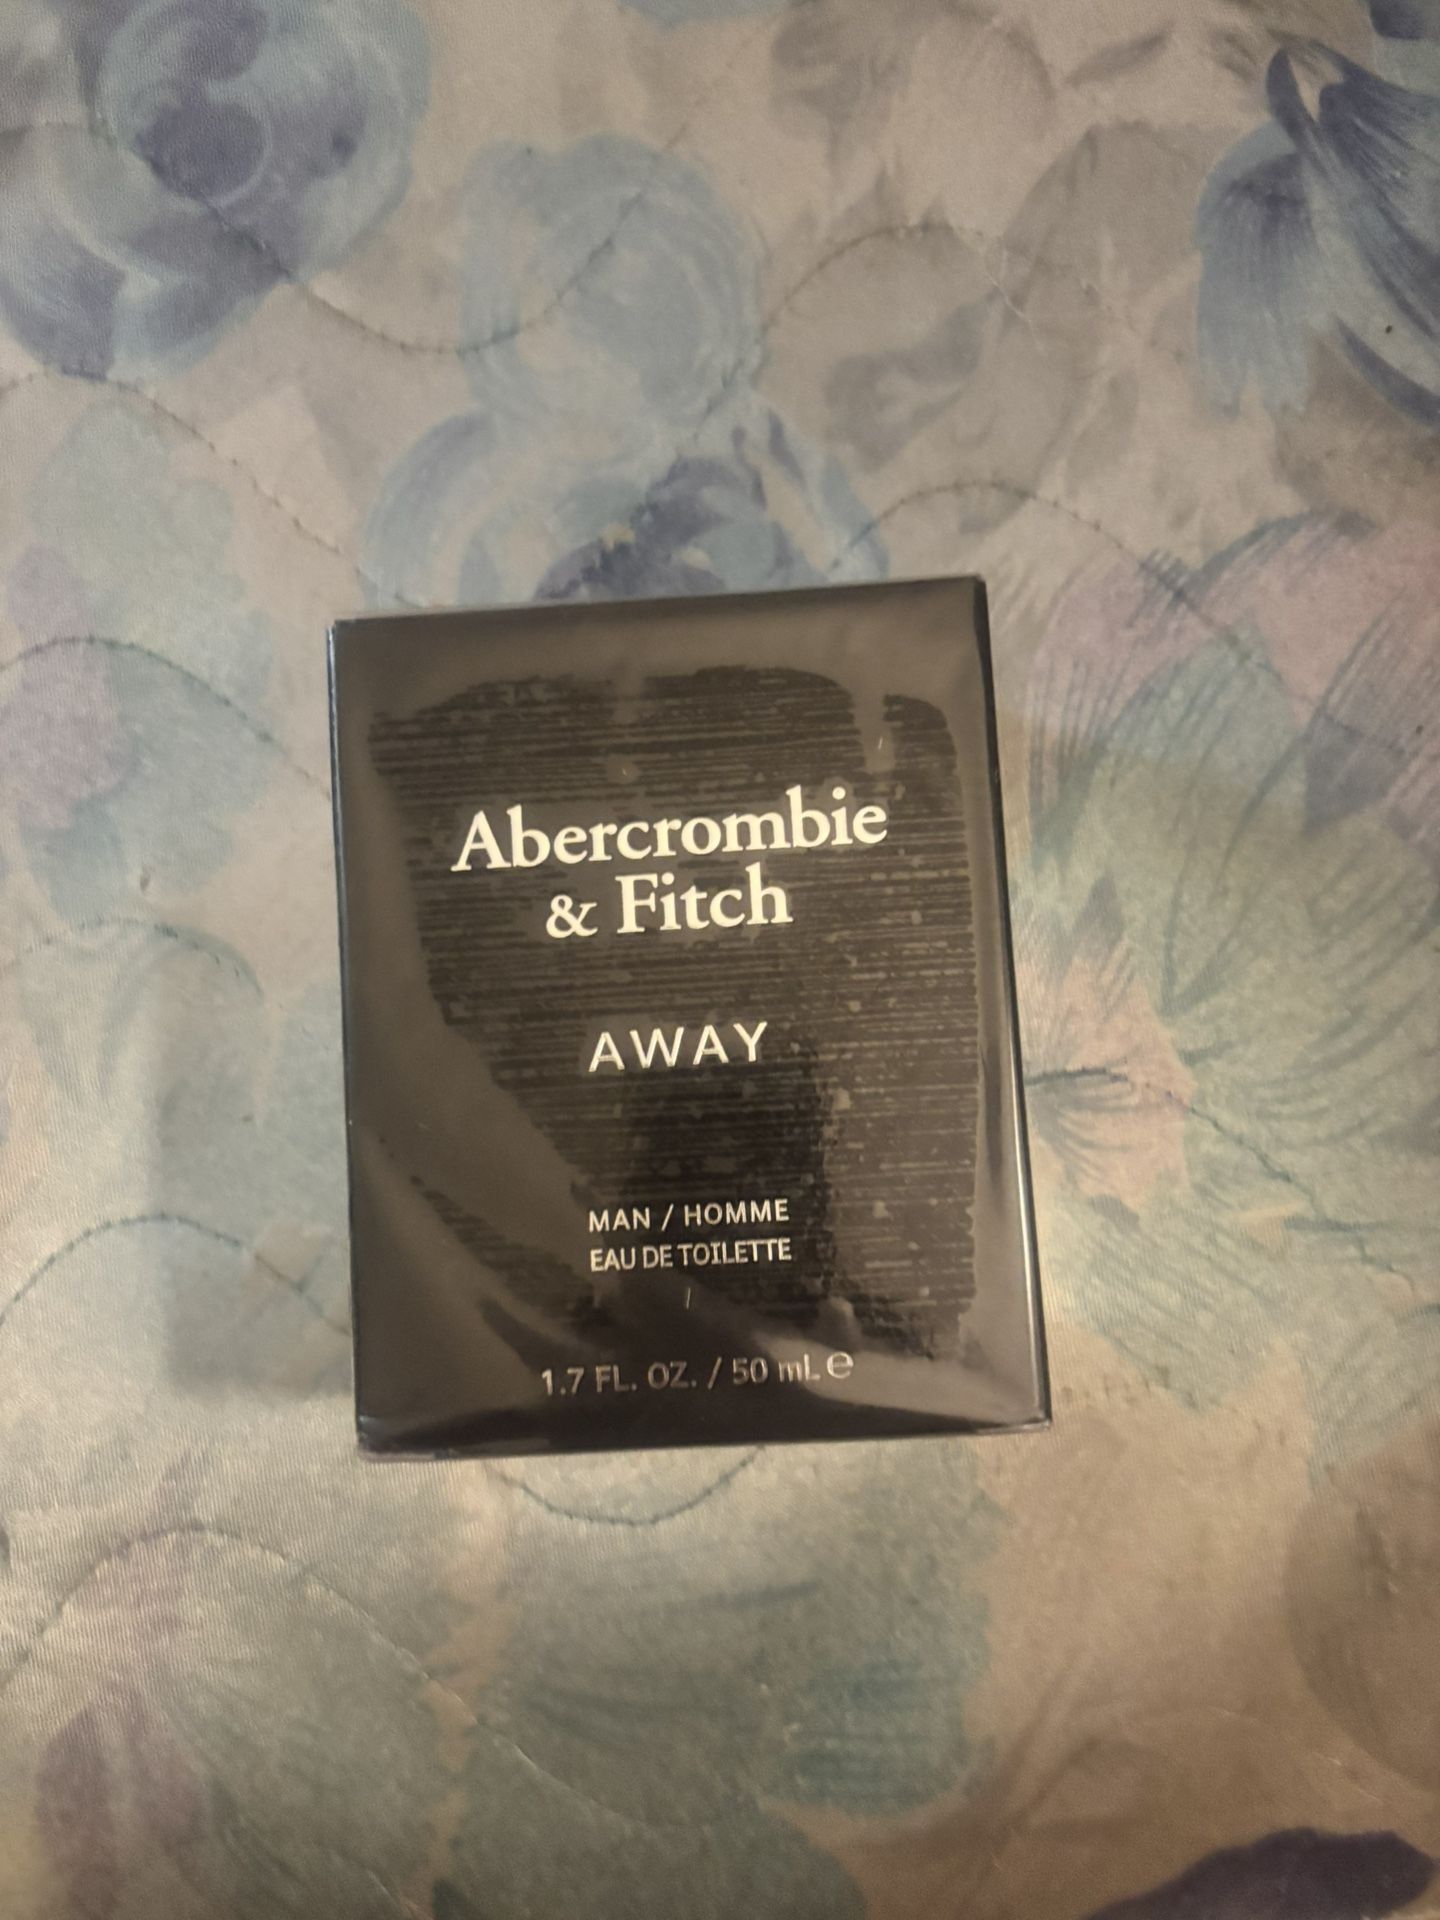 Abercrombie
& Fitch
AWAY
MAN / HOMME
EAU DE TOILETTE
1.7 FL. OZ. / 50 mL ℮